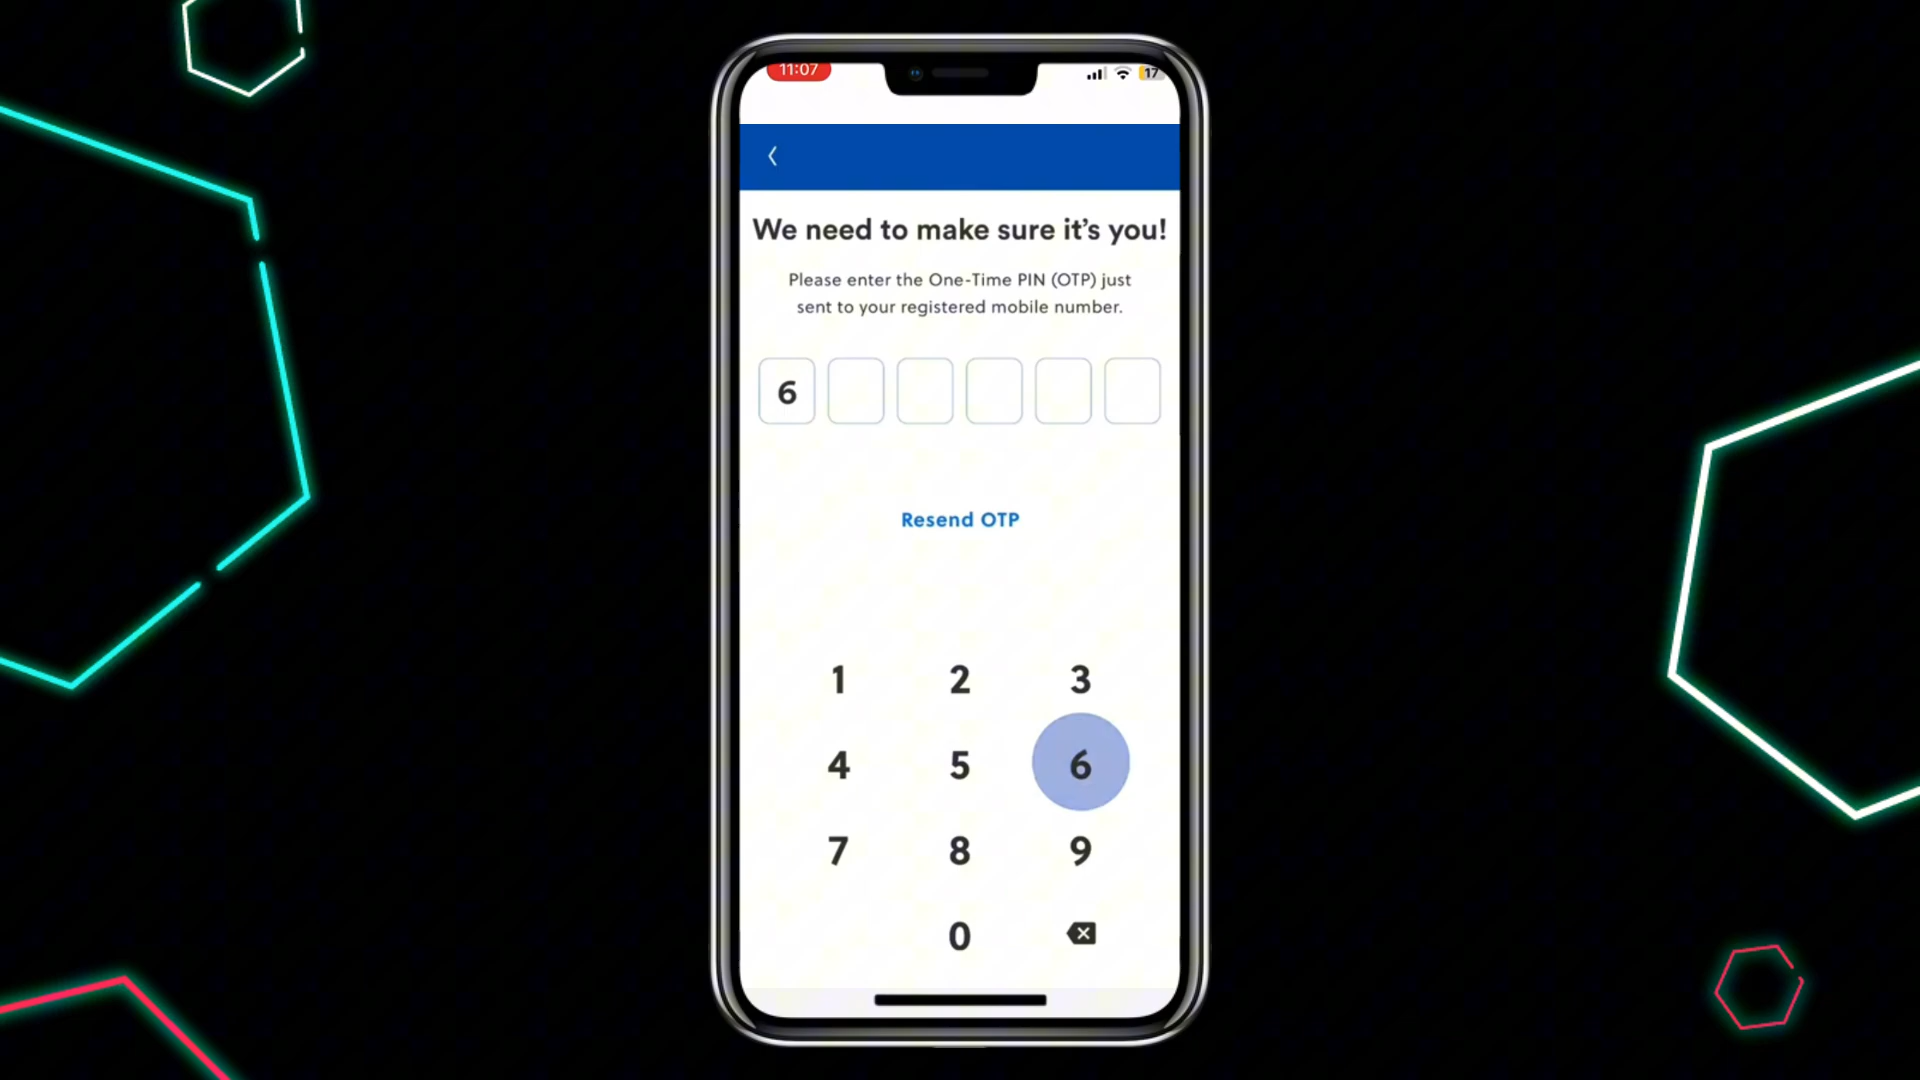 11:07
17
We need to make sure it’s you!
Please enter the One-Time PIN (OTP) just
sent to your registered mobile number.
6
Resend OTP
1 2 3
4 5 6
7 8 9
0